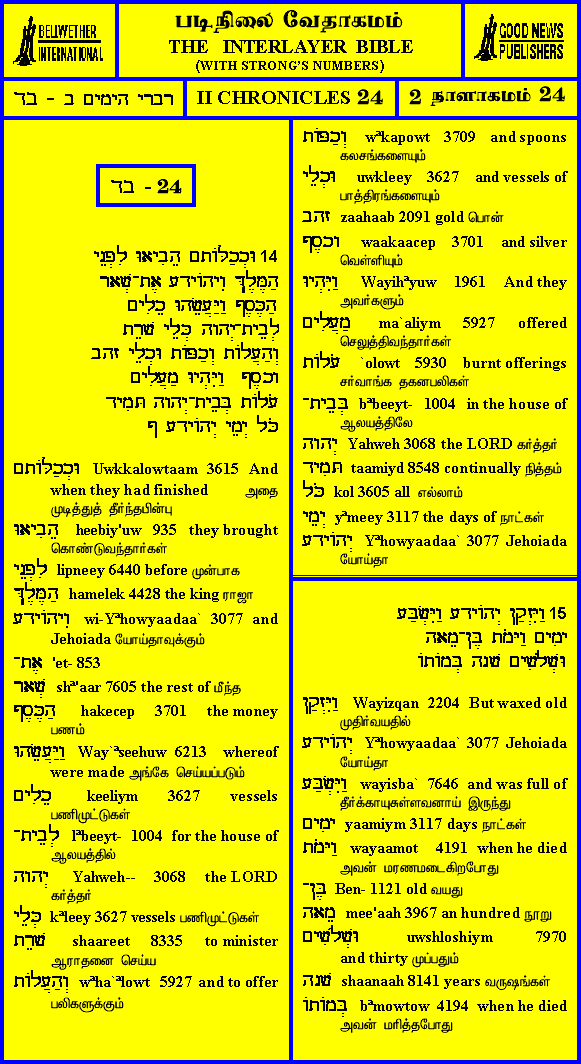 BELLWETHER
INTERNATIONAL
படிநிலை வேதாகமம்
THE INTERLAYER BIBLE
(WITH STRONG'S NUMBERS)
GOOD NEWS
PUBLISHERS
דברי הימים ב - כד
II CHRONICLES 24
2 நாளாகமம் 24
כד - 24
14 וּכְכַלּוֹתָם הֵבִיאוּ לִפְנֵי
הַמֶּלֶךְ וִיהוֹיָדָע אֶת־שְׁאָר
הַכֶּסֶף וַיַּעֲשֵׂהוּ כֵלִים
לְבֵית־יְהוָה כְּלֵי שָׁרֵת
וְהַעֲלוֹת וְכַפּוֹת וּכְלֵי זָהָב
וָכָסֶף וַיִּהְיוּ מַעֲלִים
עֹלוֹת בְּבֵית־יְהוָה תָּמִיד
כֹּל יְמֵי יְהוֹיָדָע פ
וּכְכַלּוֹתָם Uwkkalowtaam 3615 And
when they had finished அதை
முடித்துத் தீர்ந்தபின்பு
הֵבִיאוּ heebiy'uw 935 they brought
கொண்டுவந்தார்கள்
לִפְנֵי lipneey 6440 before முன்பாக
הַמֶּלֶךְ hamelek 4428 the king ராஜா
וִיהוֹיָדָע wi-Yªhowyaadaa` 3077 and
Jehoiada யோய்தாவுக்கும்
אֶת־ 'et- 853
שְׁאָר shª'aar 7605 the rest of மீந்த
הַכֶּסֶף hakecep 3701 the money
பணம்
וַיַּעֲשֵׂהוּ Way`ªseehuw 6213 whereof
were made அங்கே செய்யப்படும்
כֵלִים keeliym 3627 vessels
பணிமுட்டுகள்
לְבֵית־ lªbeeyt- 1004 for the house of
ஆலயத்தில்
יְהוָה Yahweh-- 3068 the LORD
கர்த்தர்
כְּלֵי kªleey 3627 vessels பணிமுட்டுகள்
שָׁרֵת shaareet 8335 to minister
ஆராதனை செய்ய
וְהַעֲלוֹת wªha`ªlowt 5927 and to offer
பலிகளுக்கும்
וְכַפּוֹת wªkapowt 3709 and spoons
கலசங்களையும்
וּכְלֵי uwkleey 3627 and vessels of
பாத்திரங்களையும்
זָהָב zaahaab 2091 gold பொன்
וָכָסֶף waakaacep 3701 and silver
வெள்ளியும்
וַיִּהְיוּ Wayihªyuw 1961 And they
அவர்களும்
מַעֲלִים ma`aliym 5927 offered
செலுத்திவந்தார்கள்
עֹלוֹת `olowt 5930 burnt offerings
சர்வாங்க தகனபலிகள்
בְּבֵית־ bªbeeyt- 1004 in the house of
ஆலயத்திலே
יְהוָה Yahweh 3068 the LORD கர்த்தர்
תָּמִיד taamiyd 8548 continually நித்தம்
כֹּל kol 3605 all எல்லாம்
יְמֵי yªmeey 3117 the days of நாட்கள்
יְהוֹיָדָע Yªhowyaadaa` 3077 Jehoiada
யோய்தா
15 וַיִּזְקַן יְהוֹיָדָע וַיִּשְׂבַּע
יָמִים וַיָּמֹת בֶּן־מֵאָה
וּשְׁלֹשִׁים שָׁנָה בְּמוֹתוֹ
וַיִּזְקַן Wayizqan 2204 But waxed old
முதிர்வயதில்
יְהוֹיָדָע Yªhowyaadaa` 3077 Jehoiada
யோய்தா
וַיִּשְׂבַּע wayisba` 7646 and was full of
தீர்க்காயுசுள்ளவனாய் இருந்து
יָמִים yaamiym 3117 days நாட்கள்
וַיָּמֹת wayaamot 4191 when he died
அவன் மரணமடைகிறபோது
בֶּן־ Ben- 1121 old வயது
מֵאָה mee'aah 3967 an hundred நூறு
וּשְׁלֹשִׁים uwshloshiym 7970
and thirty முப்பதும்
שָׁנָה shaanaah 8141 years வருஷங்கள்
בְּמוֹתוֹ bªmowtow 4194 when he died
அவன் மரித்தபோது